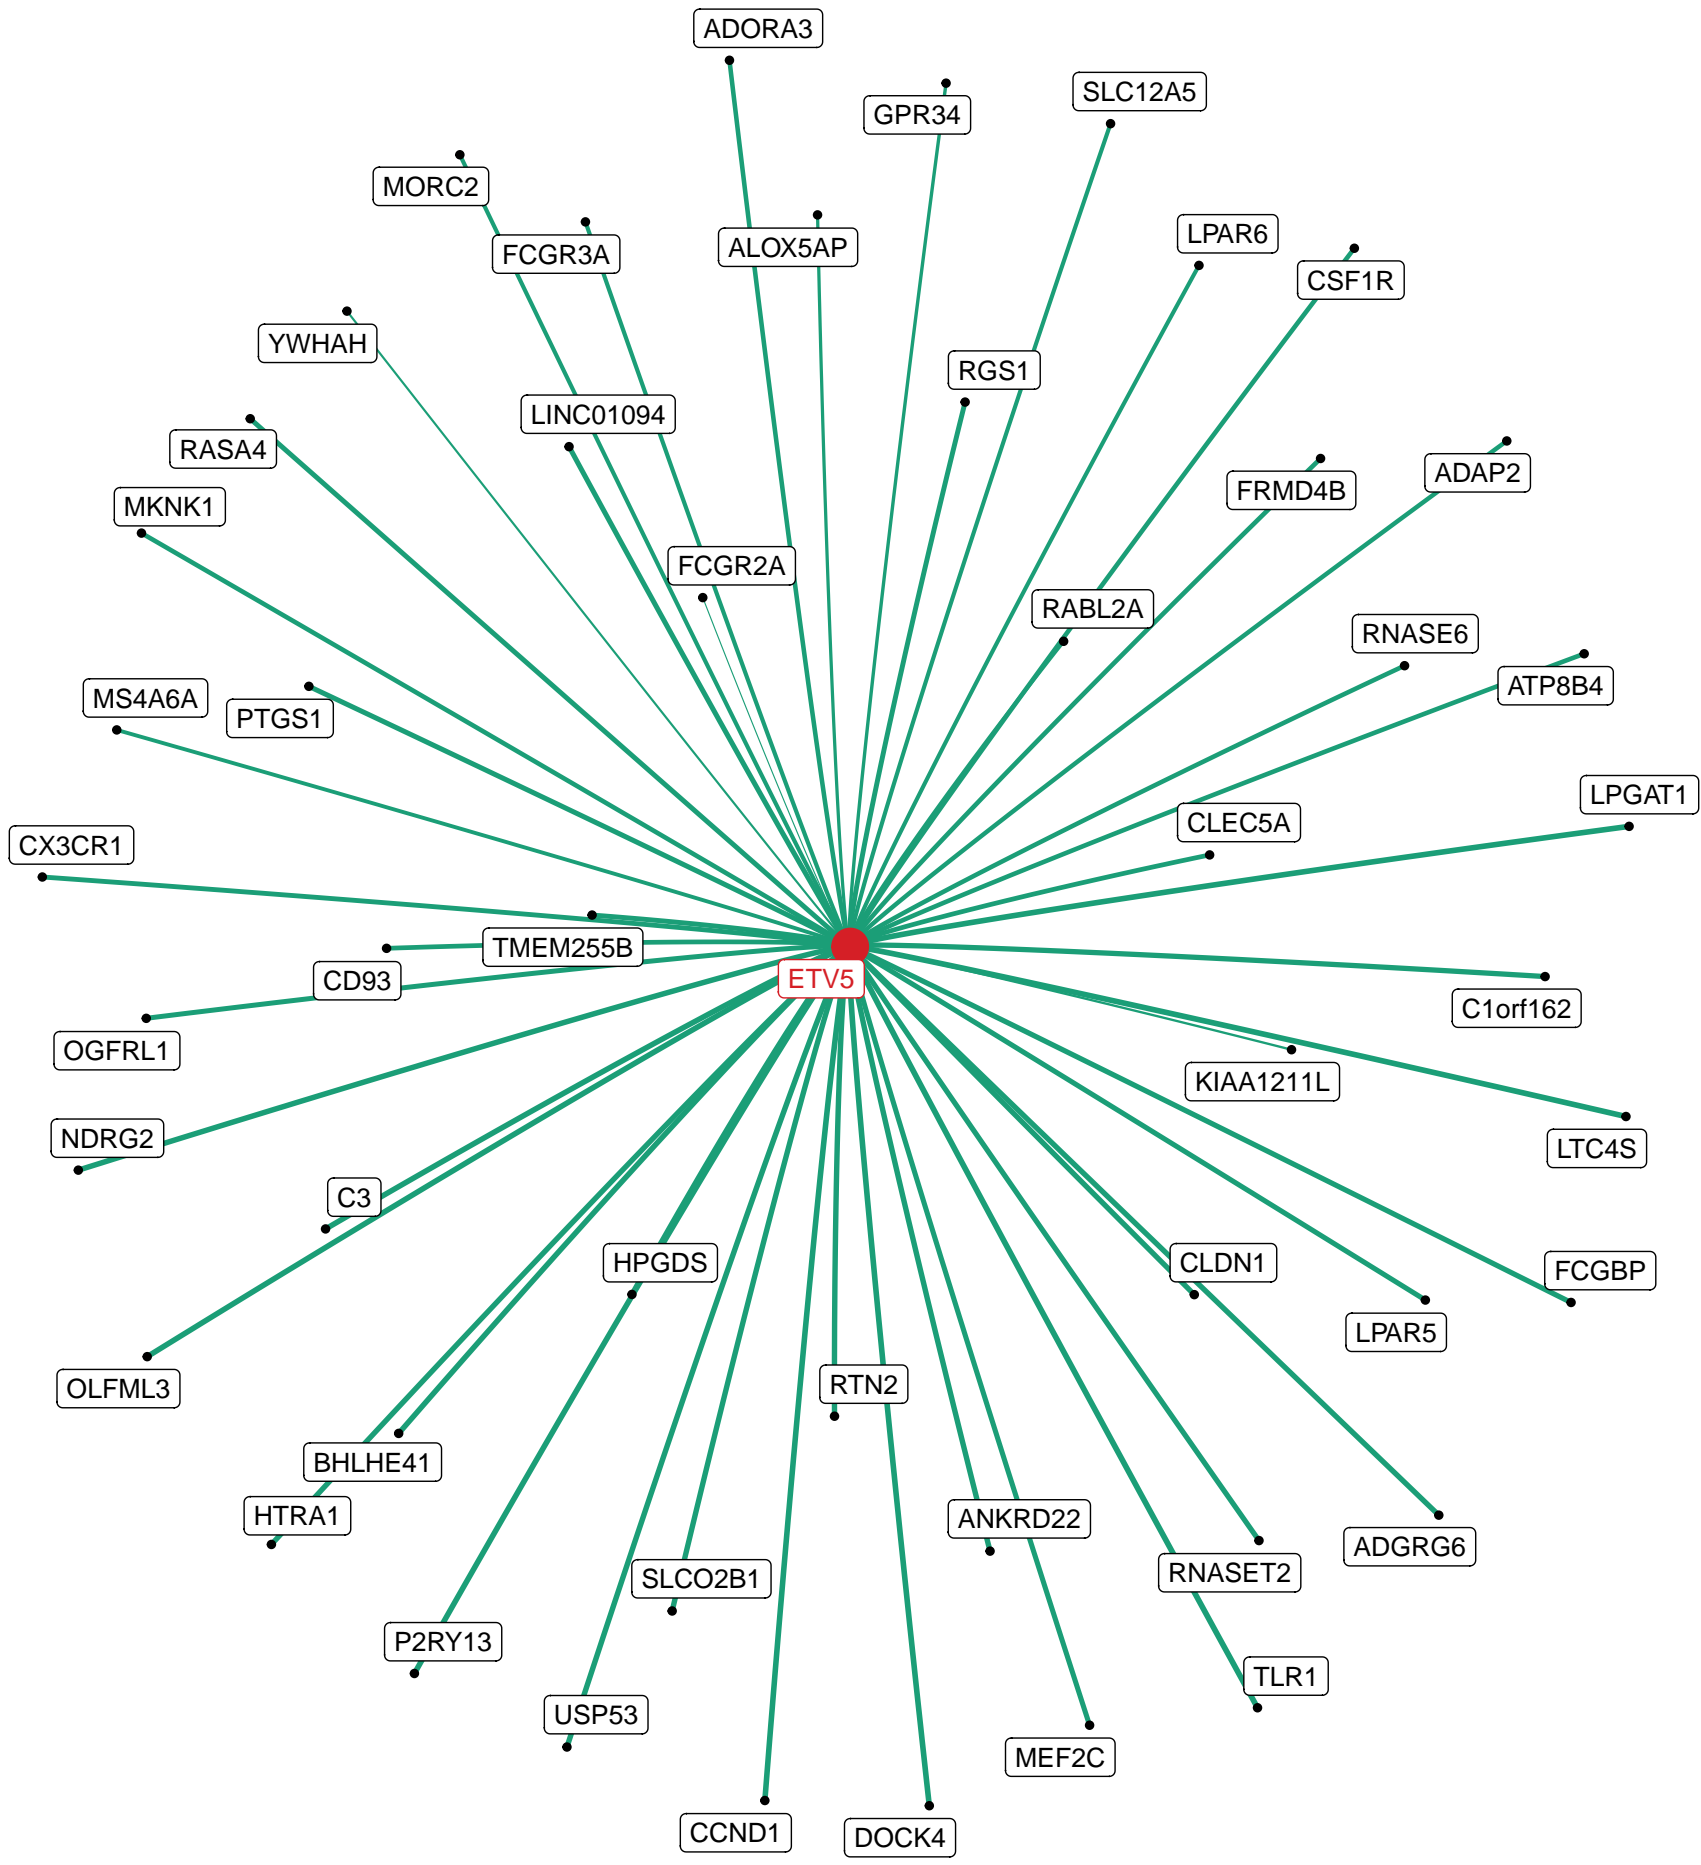 ADORA3
SLC12A5
GPR34
MORC2
LPAR6
ALOX5AP
FCGR3A
CSF1R
YWHAH
RGS1
LINC01094
RASA4
ADAP2
FRMD4B
MKNK1
FCGR2A
RABL2A
RNASE6
ATP8B4
MS4A6A
PTGS1
LPGAT1
CLEC5A
CX3CR1
TMEM255B
ETV5
CD93
C1orf162
OGFRL1
KIAA1211L
NDRG2
LTC4S
C3
HPGDS
CLDN1
FCGBP
LPAR5
RTN2
OLFML3
BHLHE41
HTRA1
ANKRD22
ADGRG6
RNASET2
SLCO2B1
P2RY13
TLR1
USP53
MEF2C
CCND1
DOCK4